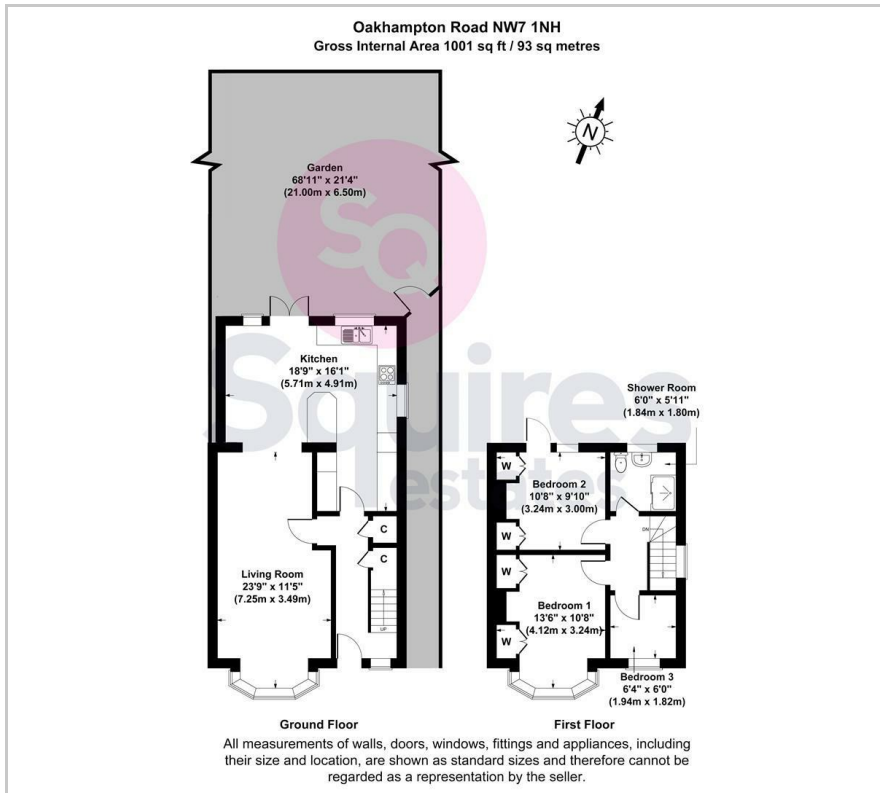 Oakhampton Road NW7 1NH
Gross Internal Area 1001 sq ft / 93 sq metres
N
Garden
68'11" x 21'4"
(21.00m x 6.50m)
SQ
Squires
estates
Kitchen
18'9" x 16'1"
(5.71m x 4.91m)
C
C
Living Room
23'9" x 11'5"
(7.25m x 3.49m)
UP
Ground Floor
Shower Room
6'0" x 5'11"
(1.84m x 1.80m)
W
Bedroom 2
10'8" x 9'10"
(3.24m x 3.00m)
W
DN
W
Bedroom 1
13'6" x 10'8"
(4.12m x 3.24m)
W
Bedroom 3
6'4" x 6'0"
(1.94m x 1.82m)
First Floor
All measurements of walls, doors, windows, fittings and appliances, including
their size and location, are shown as standard sizes and therefore cannot be
regarded as a representation by the seller.